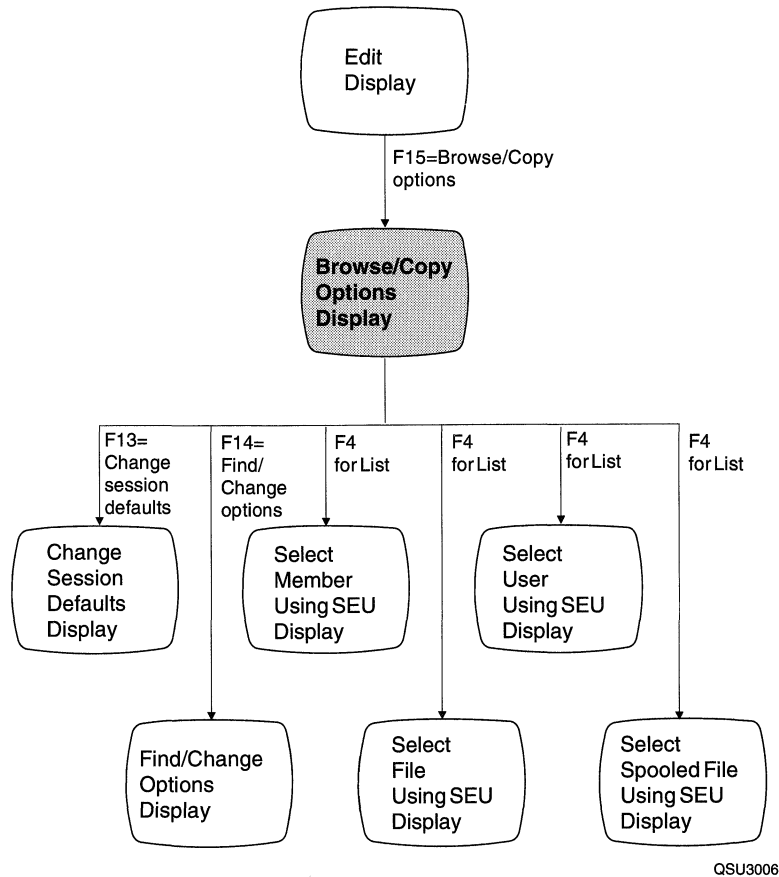 Edit
Display
F15=Browse/Copy
options
Browse/Copy
Options
Display
F13=
Change
session
defaults
F14=
Find/
Change
options
F4
for List
F4
for List
F4
for List
F4
for List
Change
Session
Defaults
Display
Select
Member
Using SEU
Display
Select
User
Using SEU
Display
Find/Change
Options
Display
Select
File
Using SEU
Display
Select
Spooled File
Using SEU
Display
QSU3006